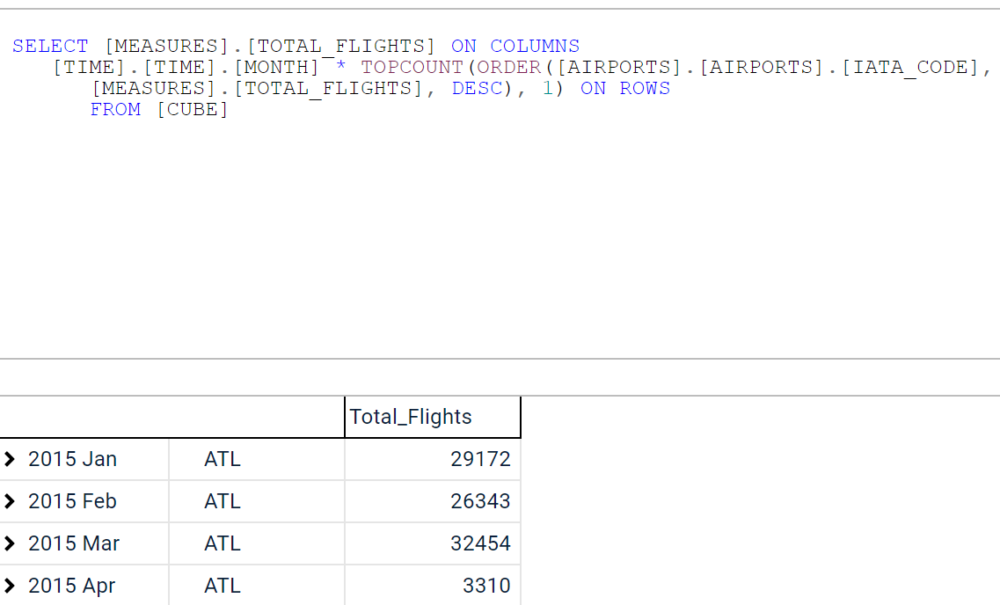 SELECT [MEASURES].[TOTAL_FLIGHTS] ON COLUMNS
[TIME].[TIME].[MONTH] * TOPCOUNT(ORDER([AIRPORTS].[AIRPORTS].[IATA_CODE],
[MEASURES].[TOTAL_FLIGHTS], DESC), 1) ON ROWS
FROM [CUBE]
Total_Flights
2015 Jan ATL 29172
2015 Feb ATL 26343
2015 Mar ATL 32454
2015 Apr ATL 3310